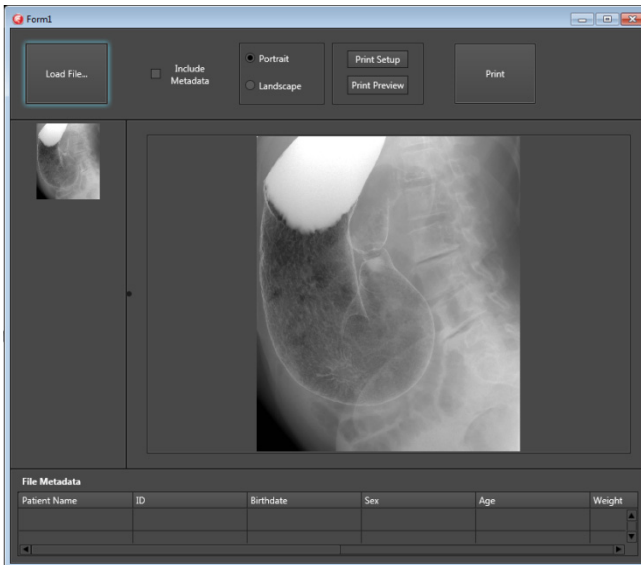 Form1
Load File...
Include
Metadata
Portrait
Landscape
Print Setup
Print Preview
Print
File Metadata
Patient Name ID Birthdate Sex Age Weight